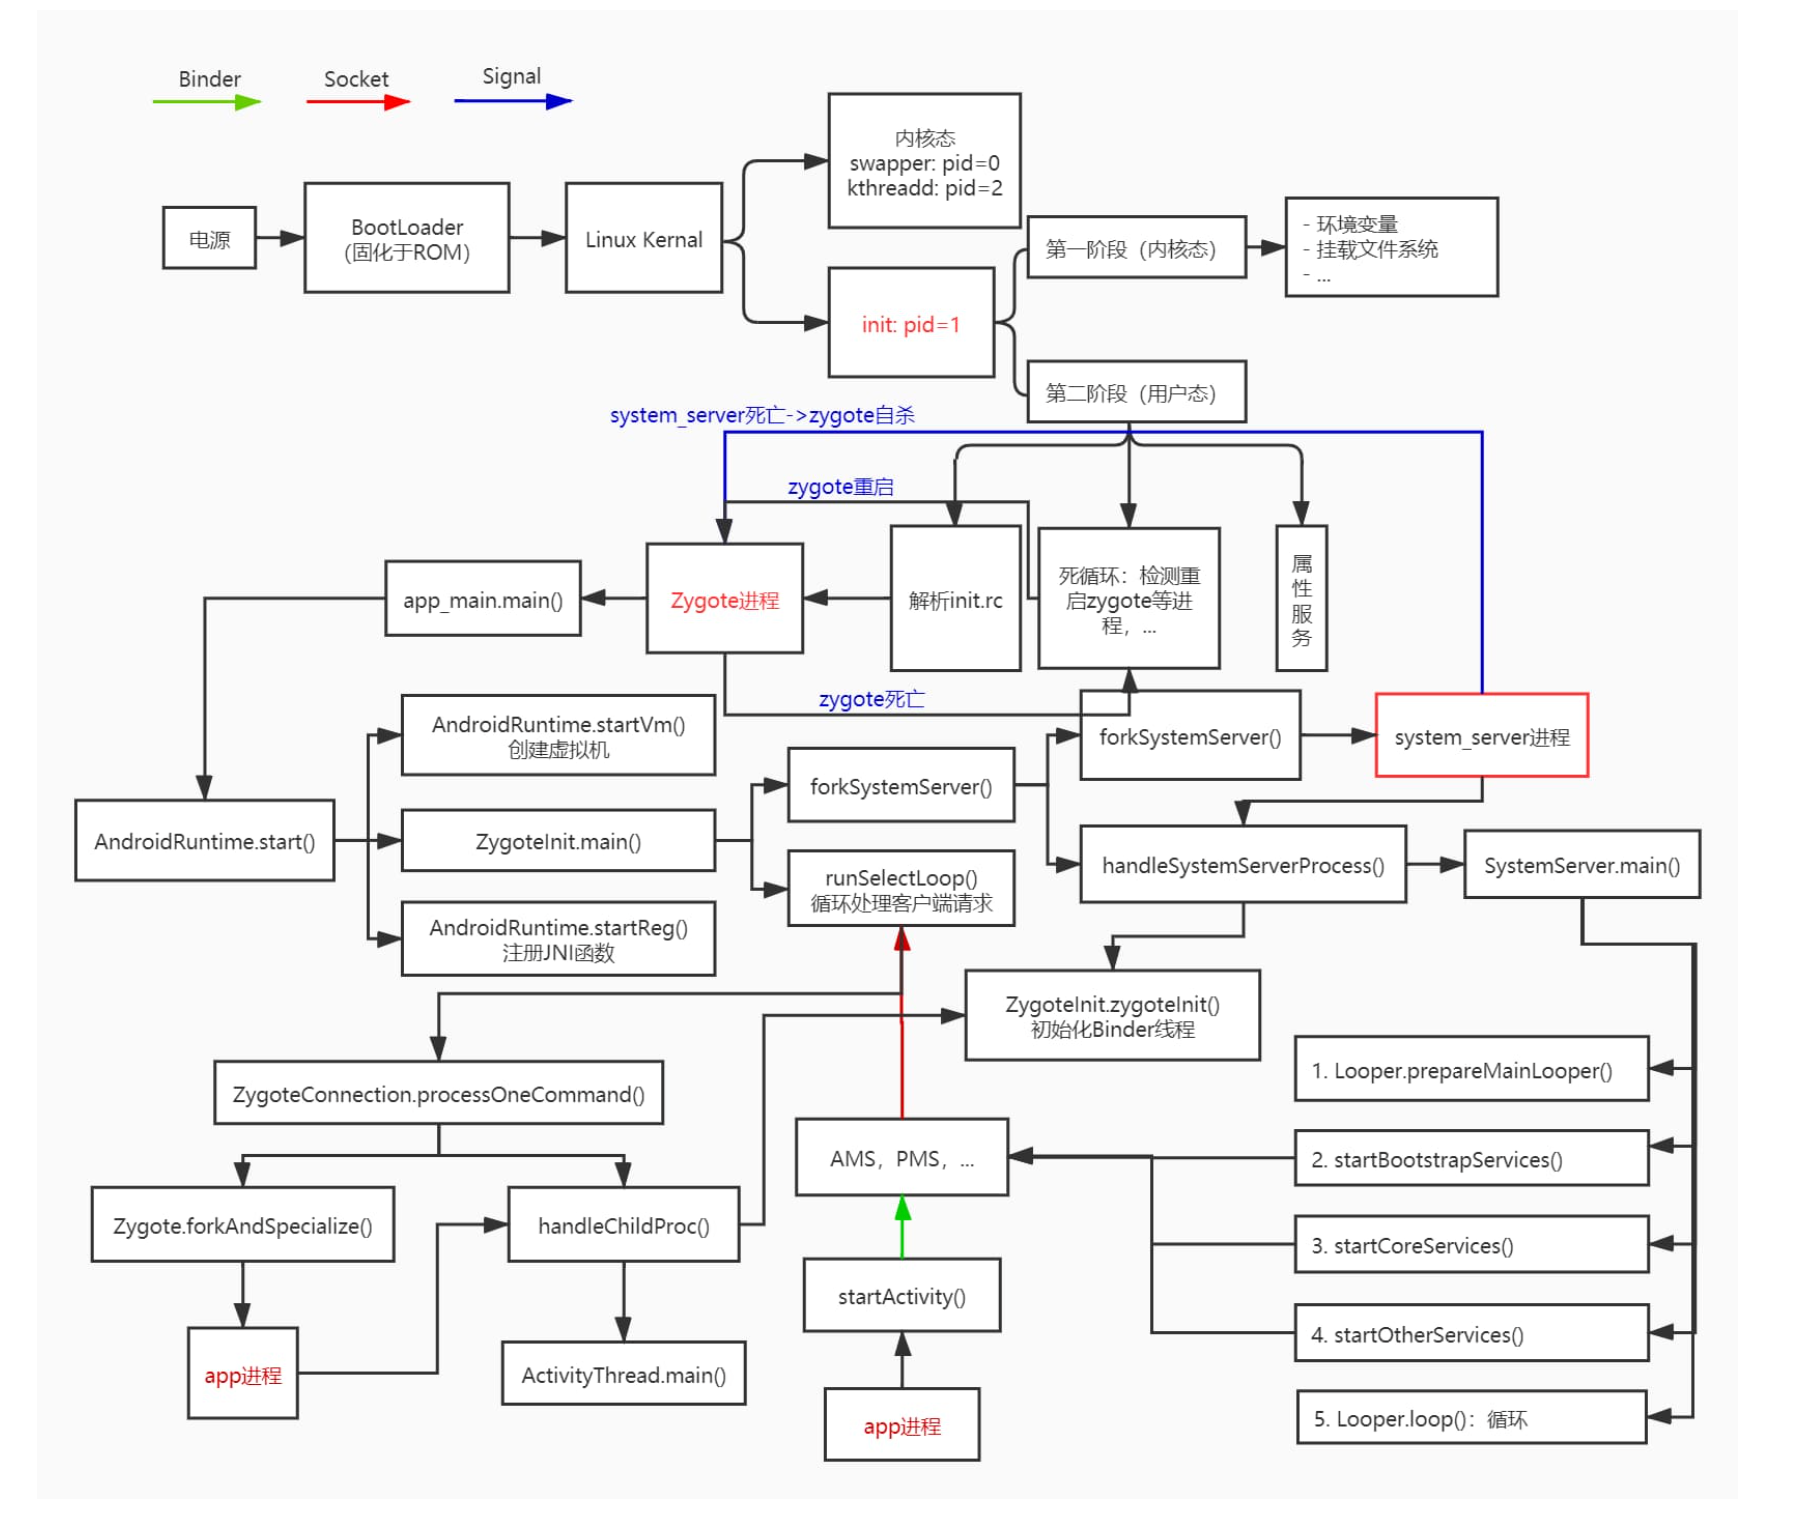 Binder
Socket
Signal
内核态
swapper: pid=0
kthreadd: pid=2
电源
BootLoader
(固化于ROM)
Linux Kernal
init: pid=1
第一阶段（内核态）
- 环境变量
- 挂载文件系统
- ...
第二阶段（用户态）
system_server死亡->zygote自杀
zygote重启
app_main.main()
Zygote进程
解析init.rc
死循环：检测重
启zygote等进
程，...
属
性
服
务
zygote死亡
AndroidRuntime.startVm()
创建虚拟机
forkSystemServer()
system_server进程
forkSystemServer()
AndroidRuntime.start()
ZygoteInit.main()
runSelectLoop()
循环处理客户端请求
handleSystemServerProcess()
SystemServer.main()
AndroidRuntime.startReg()
注册JNI函数
ZygoteInit.zygoteInit()
初始化Binder线程
ZygoteConnection.processOneCommand()
1. Looper.prepareMainLooper()
AMS，PMS，...
2. startBootstrapServices()
Zygote.forkAndSpecialize()
handleChildProc()
3. startCoreServices()
startActivity()
4. startOtherServices()
app进程
ActivityThread.main()
app进程
5. Looper.loop()：循环